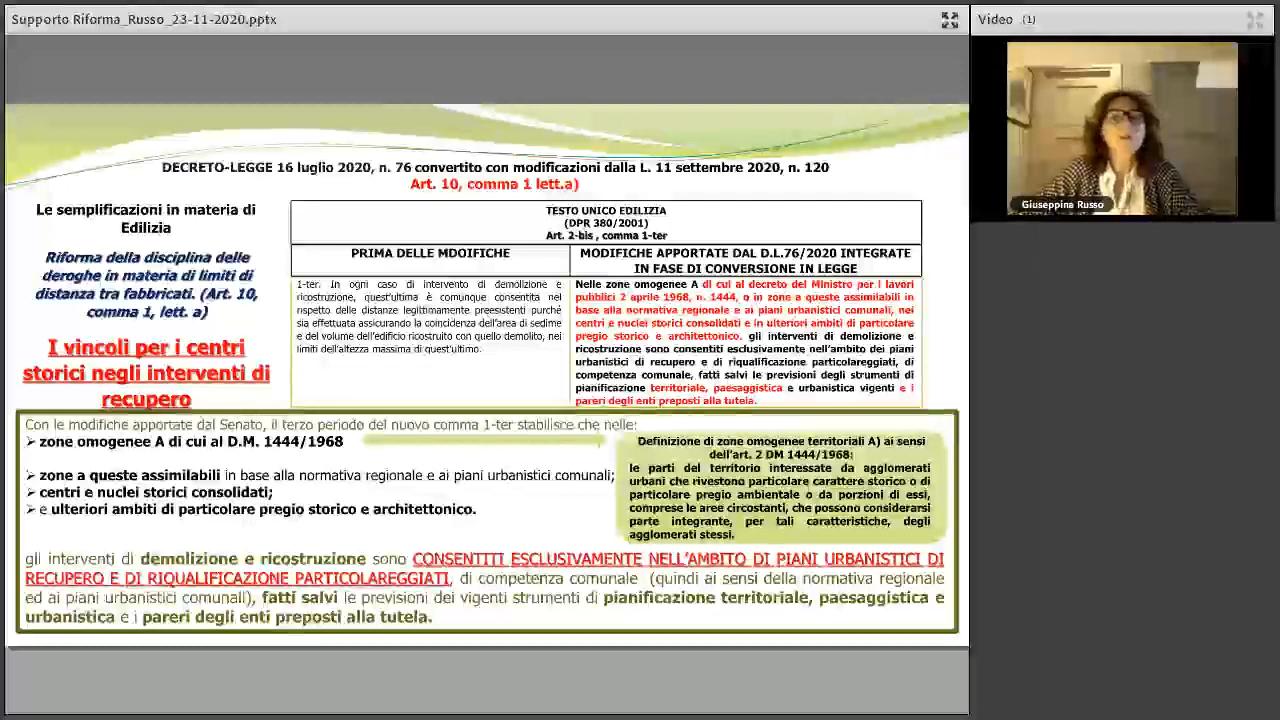 Supporto Riforma_Russo_23-11-2020.pptx
Video (1)
Giuseppina Russo
DECRETO-LEGGE 16 luglio 2020, n. 76 convertito con modificazioni dalla L. 11 settembre 2020, n. 120
Art. 10, comma 1 lett.a)
Le semplificazioni in materia di
Edilizia
Riforma della disciplina delle
deroghe in materia di limiti di
distanza tra fabbricati. (Art. 10,
comma 1, lett. a)
I vincoli per i centri
storici negli interventi di
recupero
TESTO UNICO EDILIZIA
(DPR 380/2001)
Art. 2-bis , comma 1-ter
PRIMA DELLE MDOIFICHE
1-ter. In ogni caso di intervento di demolizione e
ricostruzione, quest'ultima è comunque consentita nel
rispetto delle distanze legittimamente preesistenti purché
sia effettuata assicurando la coincidenza dell'area di sedime
e del volume dell'edificio ricostruito con quello demolito, nei
limiti dell'altezza massima di quest'ultimo.
MODIFICHE APPORTATE DAL D.L.76/2020 INTEGRATE
IN FASE DI CONVERSIONE IN LEGGE
Nelle zone omogenee A di cui al decreto del Ministro per i lavori
pubblici 2 aprile 1968, n. 1444, o in zone a queste assimilabili in
base alla normativa regionale e ai piani urbanistici comunali, nei
centri e nuclei storici consolidati e in ulteriori ambiti di particolare
pregio storico e architettonico. gli interventi di demolizione e
ricostruzione sono consentiti esclusivamente nell'ambito dei piani
urbanistici di recupero e di riqualificazione particolareggiati, di
competenza comunale, fatti salvi le previsioni degli strumenti di
pianificazione territoriale, paesaggistica e urbanistica vigenti e i
pareri degli enti preposti alla tutela.
Con le modifiche apportate dal Senato, il terzo periodo del nuovo comma 1-ter stabilisce che nelle:
➢ zone omogenee A di cui al D.M. 1444/1968
➢ zone a queste assimilabili in base alla normativa regionale e ai piani urbanistici comunali;
➢ centri e nuclei storici consolidati;
➢ e ulteriori ambiti di particolare pregio storico e architettonico.
Definizione di zone omogenee territoriali A) ai sensi
dell'art. 2 DM 1444/1968:
le parti del territorio interessate da agglomerati
urbani che rivestono particolare carattere storico o di
particolare pregio ambientale o da porzioni di essi,
comprese le aree circostanti, che possono considerarsi
parte integrante, per tali caratteristiche, degli
agglomerati stessi.
gli interventi di demolizione e ricostruzione sono CONSENTITI ESCLUSIVAMENTE NELL'AMBITO DI PIANI URBANISTICI DI
RECUPERO E DI RIQUALIFICAZIONE PARTICOLAREGGIATI, di competenza comunale (quindi ai sensi della normativa regionale
ed ai piani urbanistici comunali), fatti salvi le previsioni dei vigenti strumenti di pianificazione territoriale, paesaggistica e
urbanistica e i pareri degli enti preposti alla tutela.